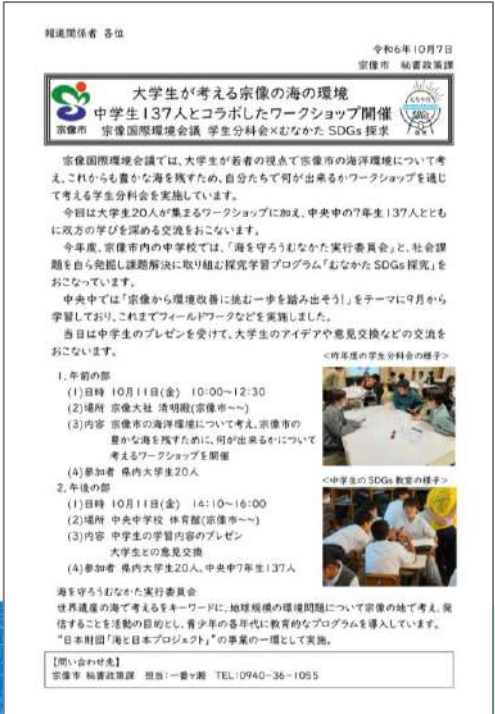 報道関係者 各位
令和6年10月7日
宗像市 秘書政策課
宗像市
大学生が考える宗像の海の環境
中学生137人とコラボしたワークショップ開催
宗像国際環境会議 学生分科会×むなかたSDGs探求
SDGs
宗像国際環境会議では、大学生が若者の視点で宗像市の海洋環境について考
え、これからも豊かな海を残すため、自分たちで何が出来るかワークショップを通じ
て考える学生分科会を実施しています。
今回は大学生20人が集まるワークショップに加え、中央中の7年生137人ととも
に双方の学びを深める交流をおこないます。
今年度、宗像市内の中学校では、「海を守ろうむなかた実行委員会」と、社会課
題を自ら発掘し課題解決に取り組む探究学習プログラム「むなかたSDGs探究」を
おこなっています。
中央中では「宗像から環境改善に挑む一歩を踏み出そう！」をテーマに9月から
学習しており、これまでフィールドワークなどを実施しました。
当日は中学生のプレゼンを受けて、大学生のアイデアや意見交換などの交流を
おこないます。
<昨年度の学生分科会の様子>
1.午前の部
(1)日時 10月11日(金) 10:00~12:30
(2)場所 宗像大社 清明殿(宗像市~~)
(3)内容 宗像市の海洋環境について考え、宗像市の
豊かな海を残すために、何が出来るかについて
考えるワークショップを開催
(4)参加者 県内大学生20人
<中学生のSDGs教室の様子>
2.午後の部
(1)日時 10月11日(金) 14:10~16:00
(2)場所 中央中学校 体育館(宗像市~~)
(3)内容 中学生の学習内容のプレゼン
大学生との意見交換
(4)参加者 県内大学生20人、中央中7年生137人
海を守ろうむなかた実行委員会
世界遺産の海で考えるをキーワードに、地球規模の環境問題について宗像の地で考え、発
信することを活動の目的とし、青少年の各年代に教育的なプログラムを導入しています。
"日本財団「海と日本プロジェクト」"の事業の一環として実施。
【問い合わせ先】
宗像市 秘書政策課 担当:一番ヶ瀬 TEL:0940-36-1055